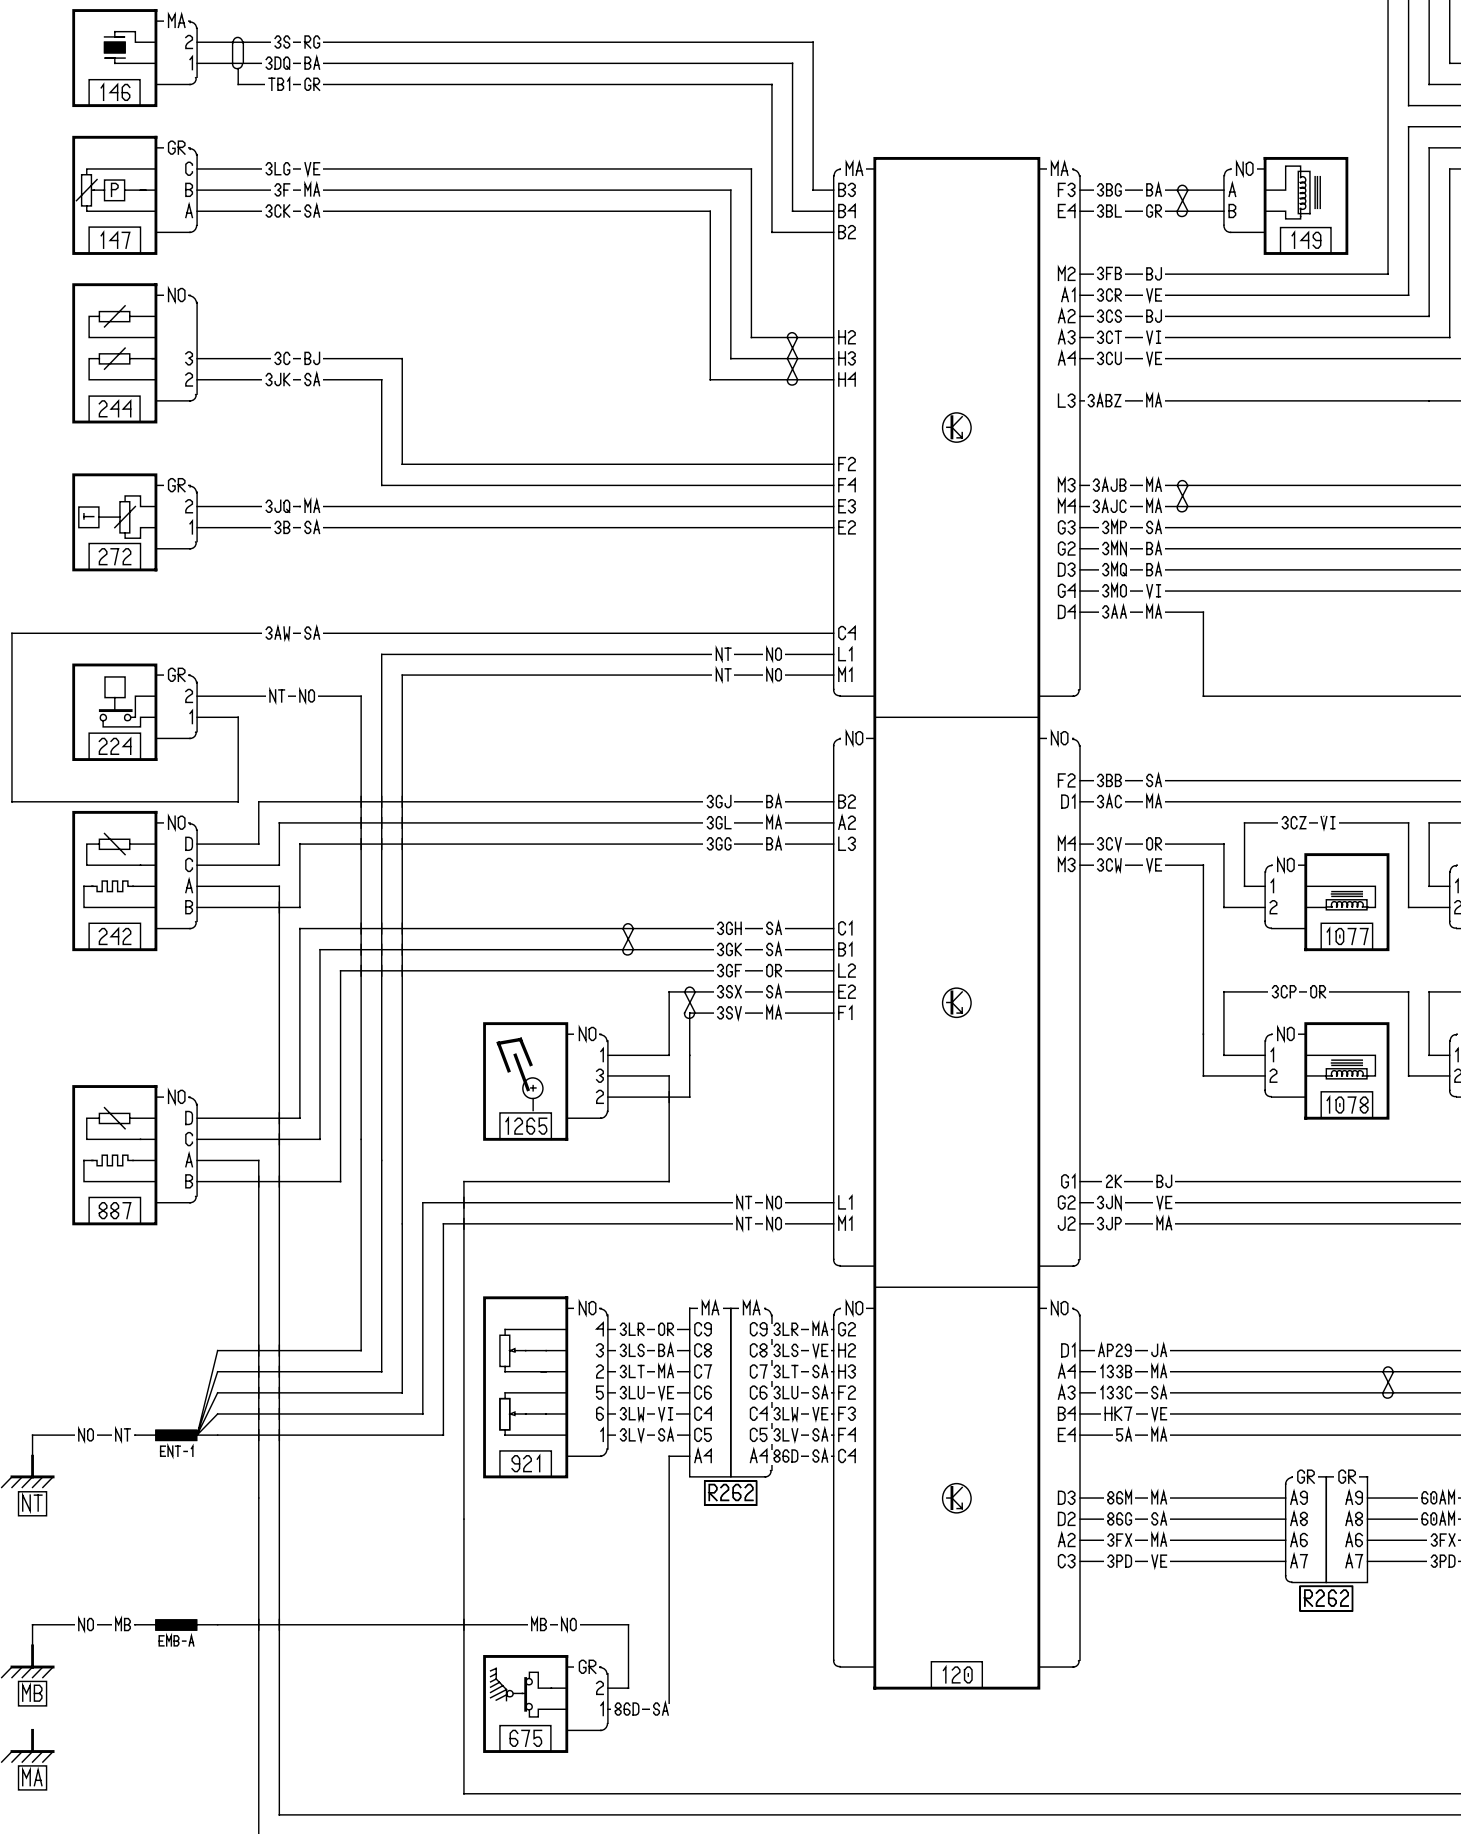 MA
2 3S-RG
1 3DQ-BA
TB1-GR
146
GR
C 3LG-VE
B 3F-MA
A 3CK-SA
P
147
NO
3 3C-BJ
2 3JK-SA
244
GR
2 3JQ-MA
1 3B-SA
T
272
3AW-SA
GR
2 NT-NO
1
224
NO
D
C
A
B
242
NO
D
C
A
B
887
NO-NT
ENT-1
NT
NO-MB
EMB-A
MB-NO
MB
MA
MA
B3
B4
B2
H2
H3
H4
F2
F4
E3
E2
C4
NT-NO L1
NT-NO M1
NO
3GJ-BA B2
3GL-MA A2
3GG-BA L3
3GH-SA C1
3GK-SA B1
3GF-OR L2
3SX-SA E2
3SV-MA F1
NO
1
3
2
1265
NT-NO L1
NT-NO M1
NO MA MA NO
4 3LR-OR C9 C9 3LR-MA G2
3 3LS-BA C8 C8 3LS-VE H2
2 3LT-MA C7 C7 3LT-SA H3
5 3LU-VE C6 C6 3LU-SA F2
6 3LW-VI C4 C4 3LW-VE F3
1 3LV-SA C5 C5 3LV-SA F4
A4 A4 86D-SA C4
921
R262
GR
2
1 86D-SA
675
K
K
K
120
MA
F3 3BG-BA
E4 3BL-GR
NO
A
B
149
M2 3FB-BJ
A1 3CR-VE
A2 3CS-BJ
A3 3CT-VI
A4 3CU-VE
L3 3ABZ-MA
M3 3AJB-MA
M4 3AJC-MA
G3 3MP-SA
G2 3MN-BA
D3 3MQ-BA
G4 3MO-VI
D4 3AA-MA
NO
F2 3BB-SA
D1 3AC-MA
3CZ-VI
M4 3CV-OR
M3 3CW-VE
NO
1
2
1077
1
2
3CP-OR
NO
1
2
1078
1
2
G1 2K-BJ
G2 3JN-VE
J2 3JP-MA
NO
D1 AP29-JA
A4 133B-MA
A3 133C-SA
B4 HK7-VE
E4 5A-MA
GR GR
D3 86M-MA A9 A9 60AM-
D2 86G-SA A8 A8 60AM-
A2 3FX-MA A6 A6 3FX-
C3 3PD-VE A7 A7 3PD-
R262